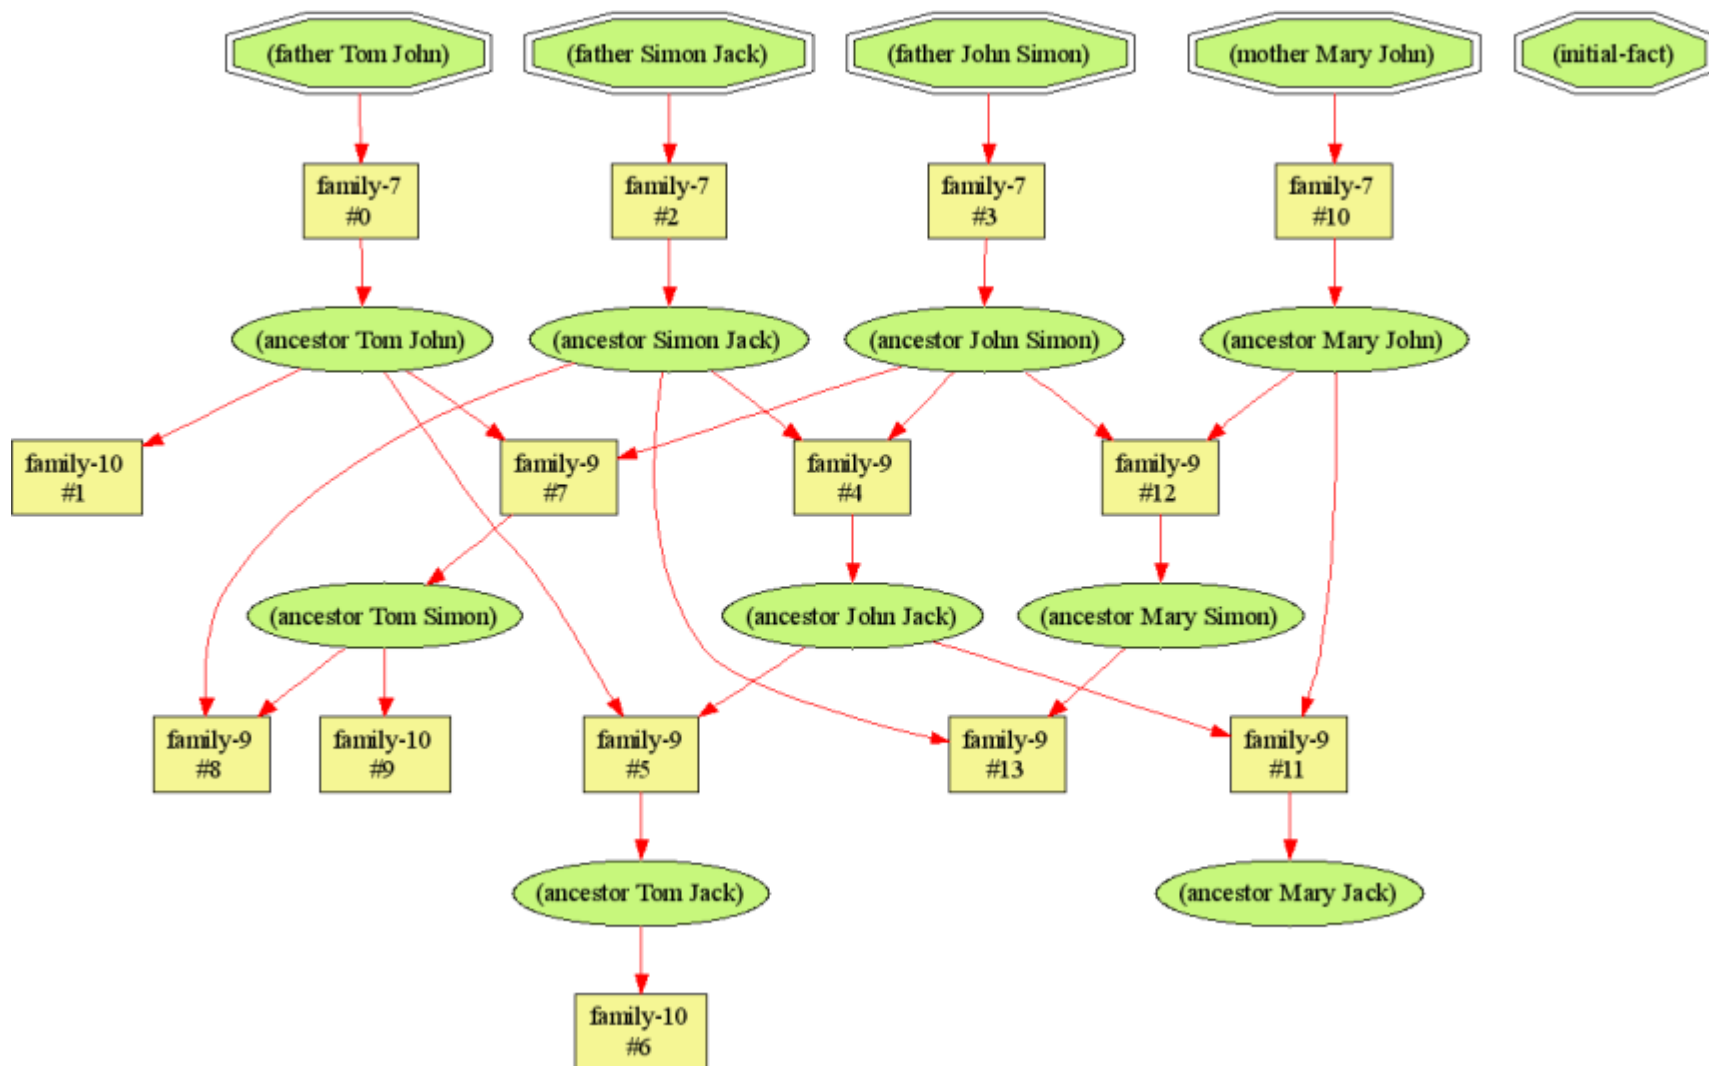 (father Tom John)
(father Simon Jack)
(father John Simon)
(mother Mary John)
(initial-fact)
family-7
#0
family-7
#2
family-7
#3
family-7
#10
(ancestor Tom John)
(ancestor Simon Jack)
(ancestor John Simon)
(ancestor Mary John)
family-10
#1
family-9
#7
family-9
#4
family-9
#12
(ancestor Tom Simon)
(ancestor John Jack)
(ancestor Mary Simon)
family-9
#8
family-10
#9
family-9
#5
family-9
#13
family-9
#11
(ancestor Tom Jack)
(ancestor Mary Jack)
family-10
#6